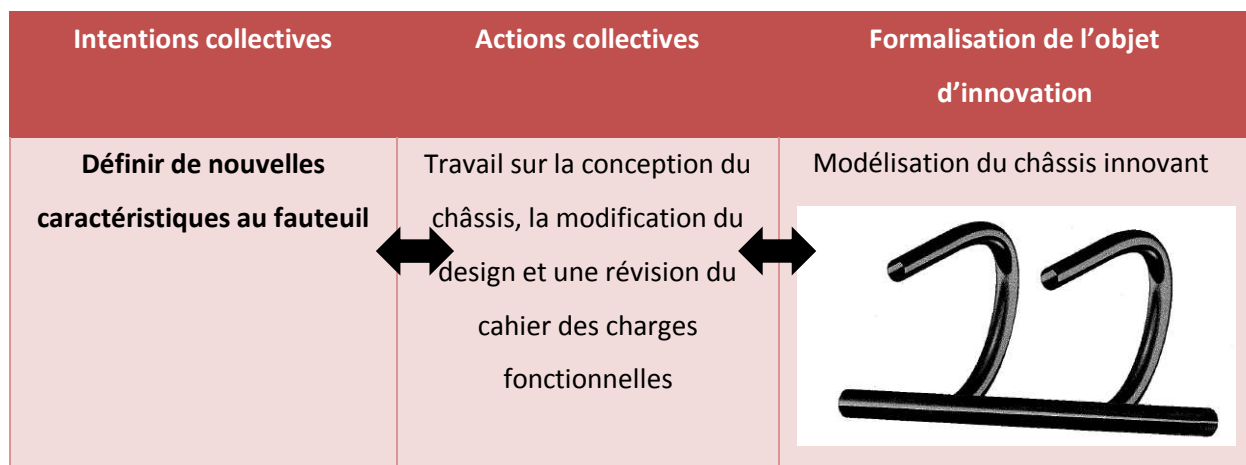 Intentions collectives
Actions collectives
Formalisation de l’objet
d’innovation
Définir de nouvelles
caractéristiques au fauteuil
Travail sur la conception du
châssis, la modification du
design et une révision du
cahier des charges
fonctionnelles
Modélisation du châssis innovant